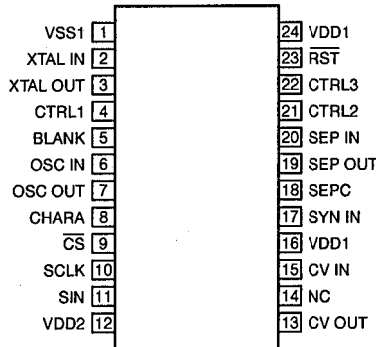 VSS1 1
XTAL IN 2
XTAL OUT 3
CTRL1 4
BLANK 5
OSC IN 6
OSC OUT 7
CHARA 8
C̅S̅ 9
SCLK 10
SIN 11
VDD2 12
24 VDD1
23 R̅S̅T̅
22 CTRL3
21 CTRL2
20 SEP IN
19 SEP OUT
18 SEPC
17 SYN IN
16 VDD1
15 CV IN
14 NC
13 CV OUT